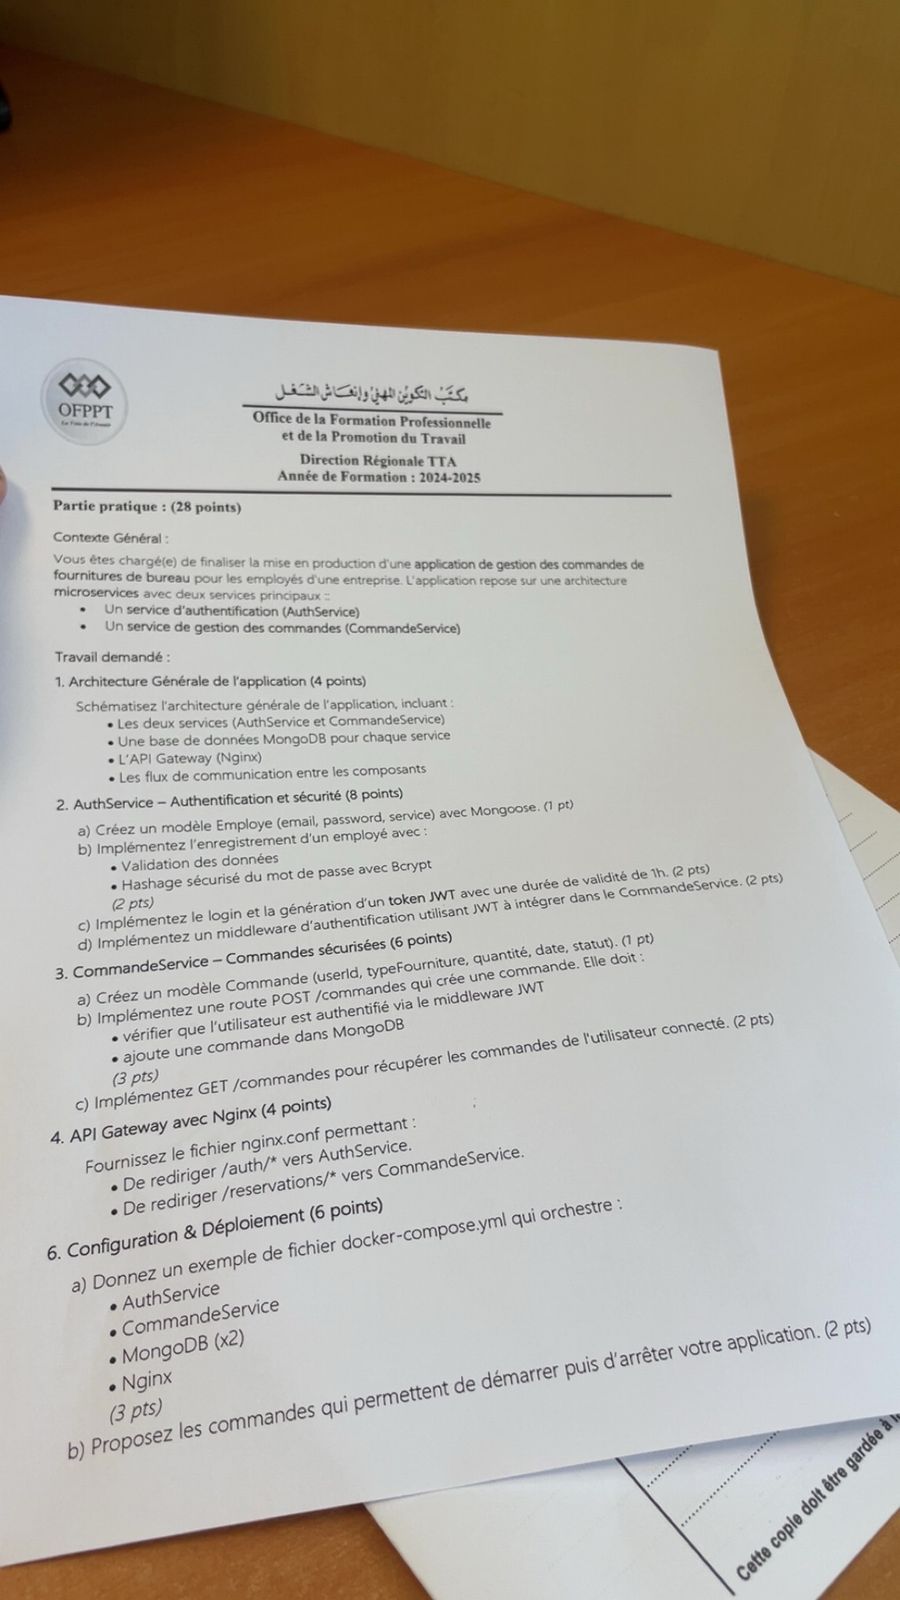 OFPPT
مكتب التكوين المهني وإنعاش الشغل
Office de la Formation Professionnelle
et de la Promotion du Travail
Direction Régionale TTA
Année de Formation : 2024-2025
Partie pratique : (28 points)
Contexte Général :
Vous êtes chargé(e) de finaliser la mise en production d'une application de gestion des commandes de
fournitures de bureau pour les employés d'une entreprise. L'application repose sur une architecture
microservices avec deux services principaux ::
• Un service d'authentification (AuthService)
• Un service de gestion des commandes (CommandeService)
Travail demandé :
1. Architecture Générale de l'application (4 points)
Schématisez l'architecture générale de l'application, incluant :
• Les deux services (AuthService et CommandeService)
• Une base de données MongoDB pour chaque service
• L'API Gateway (Nginx)
• Les flux de communication entre les composants
2. AuthService – Authentification et sécurité (8 points)
a) Créez un modèle Employe (email, password, service) avec Mongoose. (1 pt)
b) Implémentez l'enregistrement d'un employé avec :
• Validation des données
• Hashage sécurisé du mot de passe avec Bcrypt
(2 pts)
c) Implémentez le login et la génération d'un token JWT avec une durée de validité de 1h. (2 pts)
d) Implémentez un middleware d'authentification utilisant JWT à intégrer dans le CommandeService. (2 pts)
3. CommandeService – Commandes sécurisées (6 points)
a) Créez un modèle Commande (userId, typeFourniture, quantité, date, statut). (1 pt)
b) Implémentez une route POST /commandes qui crée une commande. Elle doit :
• vérifier que l'utilisateur est authentifié via le middleware JWT
• ajoute une commande dans MongoDB
(3 pts)
c) Implémentez GET /commandes pour récupérer les commandes de l'utilisateur connecté. (2 pts)
4. API Gateway avec Nginx (4 points)
Fournissez le fichier nginx.conf permettant :
• De rediriger /auth/* vers AuthService.
• De rediriger /reservations/* vers CommandeService.
6. Configuration & Déploiement (6 points)
a) Donnez un exemple de fichier docker-compose.yml qui orchestre :
• AuthService
• CommandeService
• MongoDB (x2)
• Nginx
(3 pts)
b) Proposez les commandes qui permettent de démarrer puis d'arrêter votre application. (2 pts)
Cette copie doit être gardée à